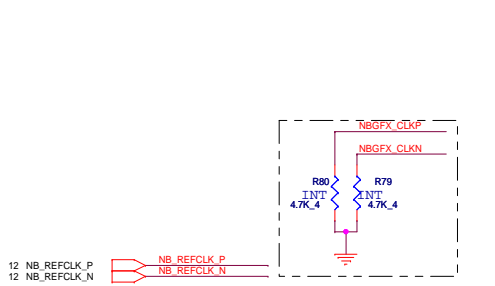 NBGFX_CLKP
NBGFX_CLKN
R80 R79
INT INT
4.7K_4 4.7K_4
12 NB_REFCLK_P NB_REFCLK_P
12 NB_REFCLK_N NB_REFCLK_N